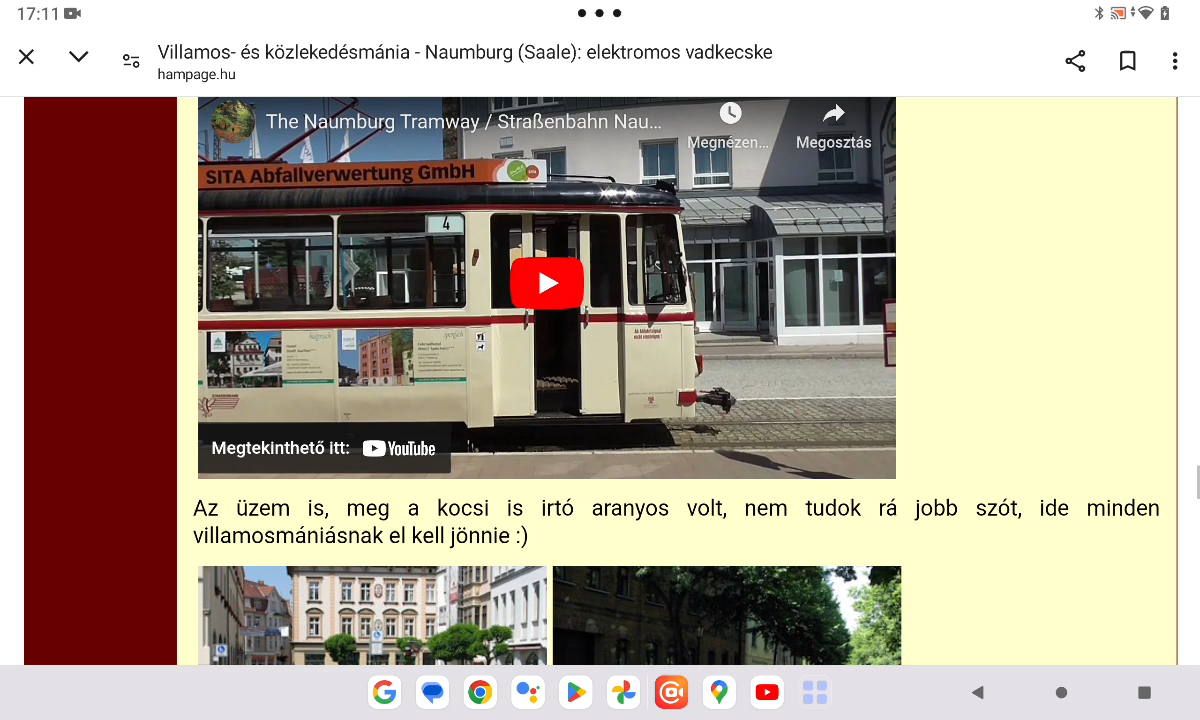 17:11
Villamos- és közlekedésmánia - Naumburg (Saale): elektromos vadkecske
hampage.hu
The Naumburg Tramway / Straßenbahn Nau...
Megnézen...
Megosztás
SITA Abfallverwertung GmbH
4
Megtekinthető itt: YouTube
Az üzem is, meg a kocsi is irtó aranyos volt, nem tudok rá jobb szót, ide minden
villamosmániásnak el kell jönnie :)